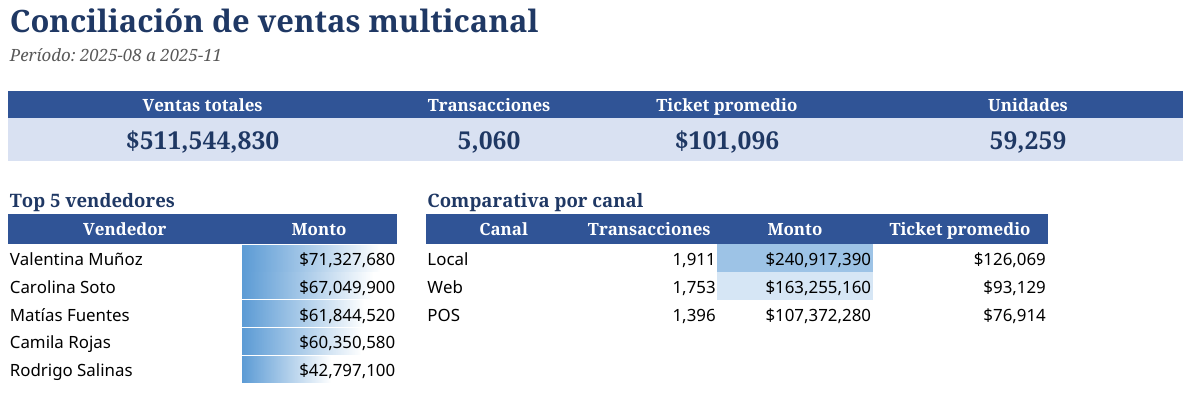 Conciliación de ventas multicanal
Período: 2025-08 a 2025-11
Ventas totales Transacciones Ticket promedio Unidades
$511,544,830 5,060 $101,096 59,259
Top 5 vendedores
Vendedor Monto
Valentina Muñoz $71,327,680
Carolina Soto $67,049,900
Matías Fuentes $61,844,520
Camila Rojas $60,350,580
Rodrigo Salinas $42,797,100
Comparativa por canal
Canal Transacciones Monto Ticket promedio
Local 1,911 $240,917,390 $126,069
Web 1,753 $163,255,160 $93,129
POS 1,396 $107,372,280 $76,914